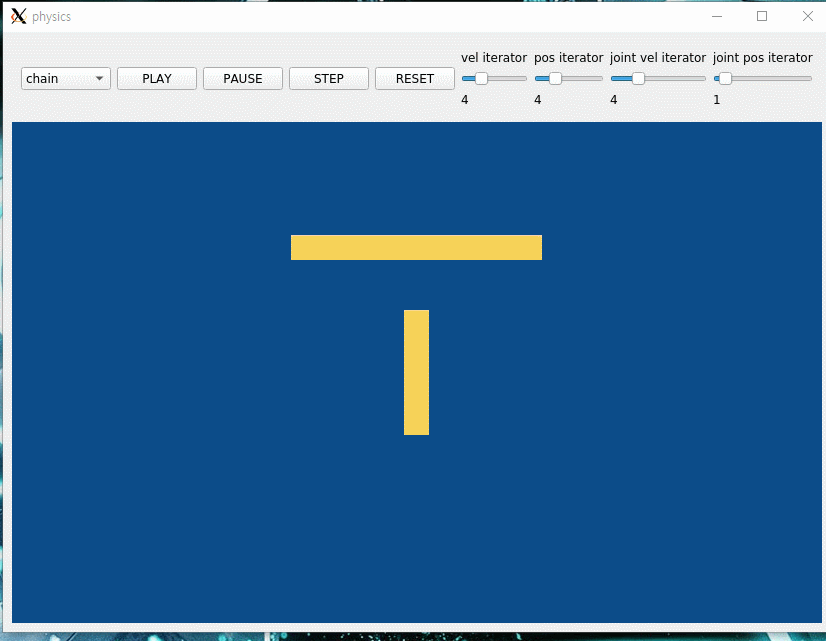 physics
chain PLAY PAUSE STEP RESET
vel iterator pos iterator joint vel iterator joint pos iterator
4 4 4 1